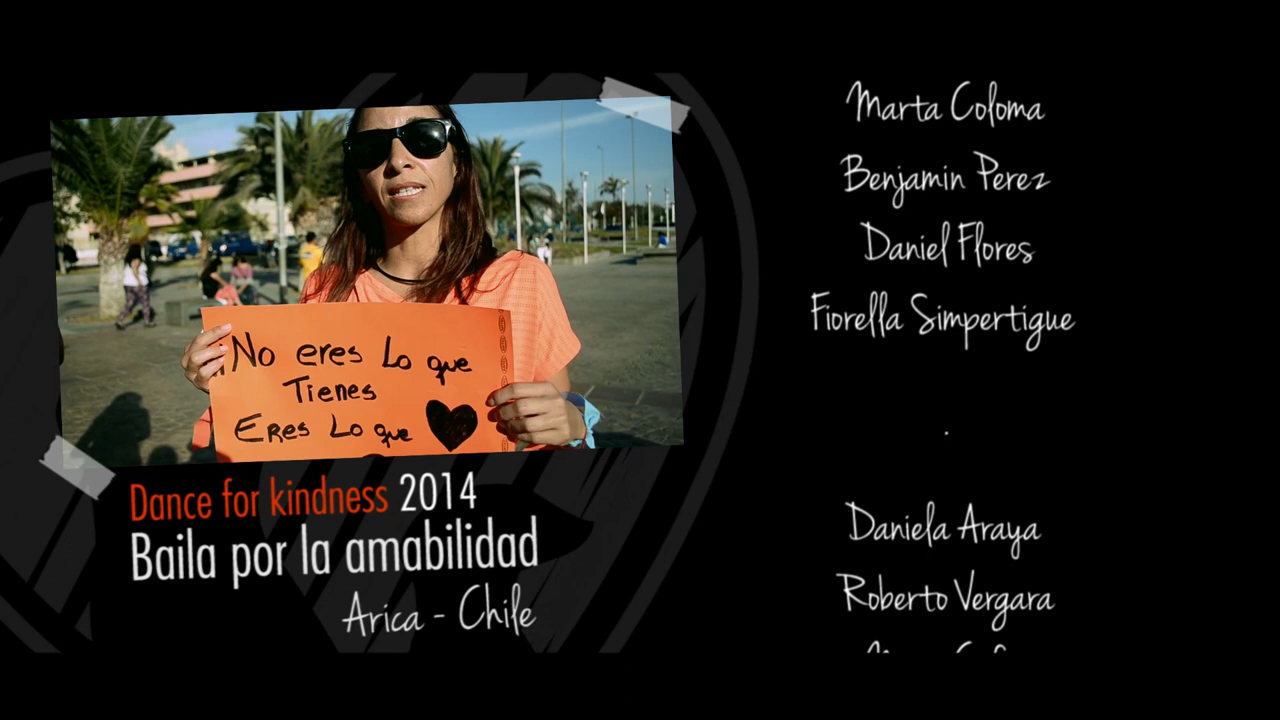 No eres Lo que
Tienes
Eres Lo que
Dance for kindness 2014
Baila por la amabilidad
Arica - Chile
Marta Coloma
Benjamin Perez
Daniel Flores
Fiorella Simpertigue
.
Daniela Araya
Roberto Vergara